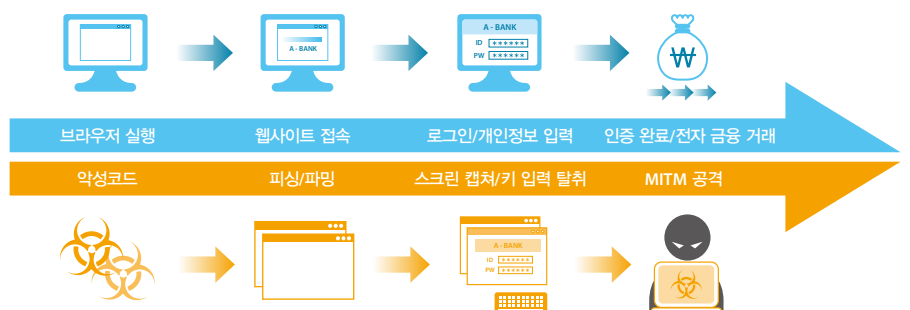 A - BANK
A - BANK
ID ******
PW ******
₩
브라우저 실행
웹사이트 접속
로그인/개인정보 입력
인증 완료/전자 금융 거래
악성코드
피싱/파밍
스크린 캡쳐/키 입력 탈취
MITM 공격
A - BANK
ID ******
PW ******